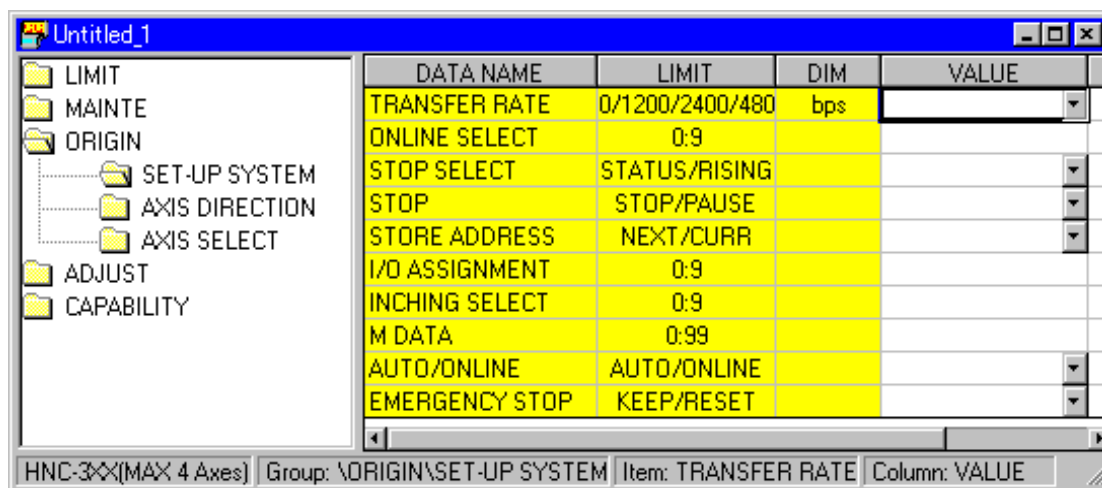 Untitled_1
LIMIT
MAINTE
ORIGIN
SET-UP SYSTEM
AXIS DIRECTION
AXIS SELECT
ADJUST
CAPABILITY
DATA NAME LIMIT DIM VALUE
TRANSFER RATE 0/1200/2400/480 bps
ONLINE SELECT 0:9
STOP SELECT STATUS/RISING
STOP STOP/PAUSE
STORE ADDRESS NEXT/CURR
I/O ASSIGNMENT 0:9
INCHING SELECT 0:9
M DATA 0:99
AUTO/ONLINE AUTO/ONLINE
EMERGENCY STOP KEEP/RESET
HNC-3XX(MAX 4 Axes) Group: \ORIGIN\SET-UP SYSTEM Item: TRANSFER RATE Column: VALUE